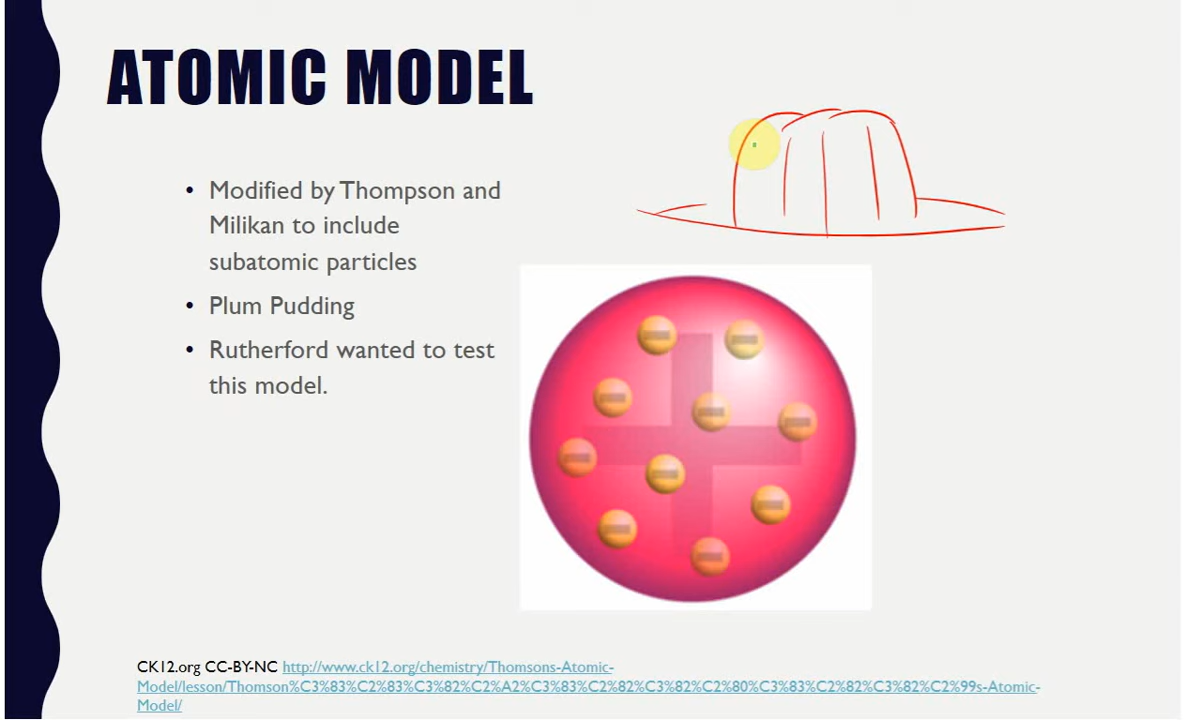 ATOMIC MODEL
• Modified by Thompson and
Milikan to include
subatomic particles
• Plum Pudding
• Rutherford wanted to test
this model.
CK12.org CC-BY-NC http://www.ck12.org/chemistry/Thomsons-Atomic-
Model/lesson/Thomson%C3%83%C2%83%C3%82%C2%A2%C3%83%C2%82%C3%82%C2%80%C3%83%C2%82%C3%82%C2%99s-Atomic-
Model/